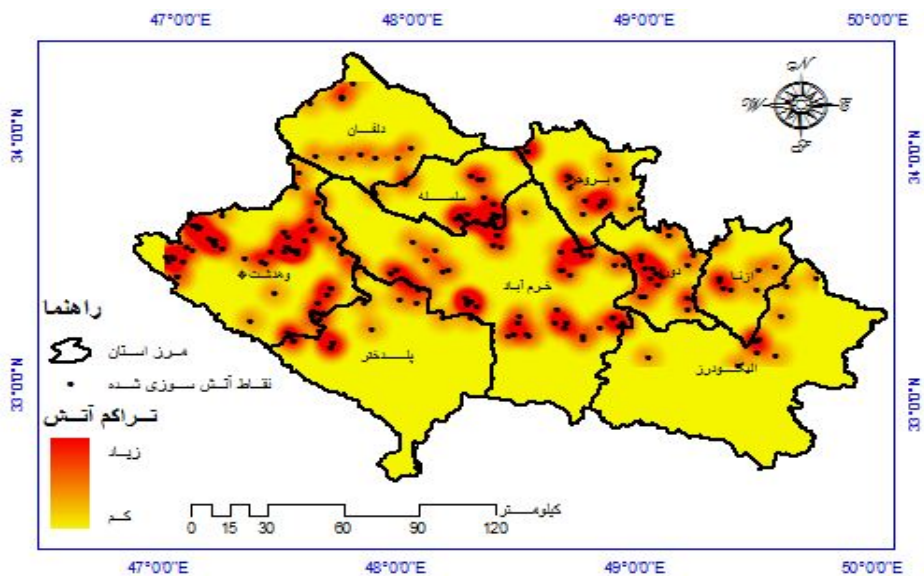 47°0'0"E 48°0'0"E 49°0'0"E 50°0'0"E
34°0'0"N
34°0'0"N
33°0'0"N
33°0'0"N
N
W E
S
دلفان
سلسله
بروجرد
دورود
ازنا
وهدشت
خرم آباد
پلدختر
الیگودرز
راهنما
مرز استان
نقاط آتش سوزی شده
تراکم آتش
زیاد
کم
کیلومتر
0 15 30 60 90 120
47°0'0"E 48°0'0"E 49°0'0"E 50°0'0"E